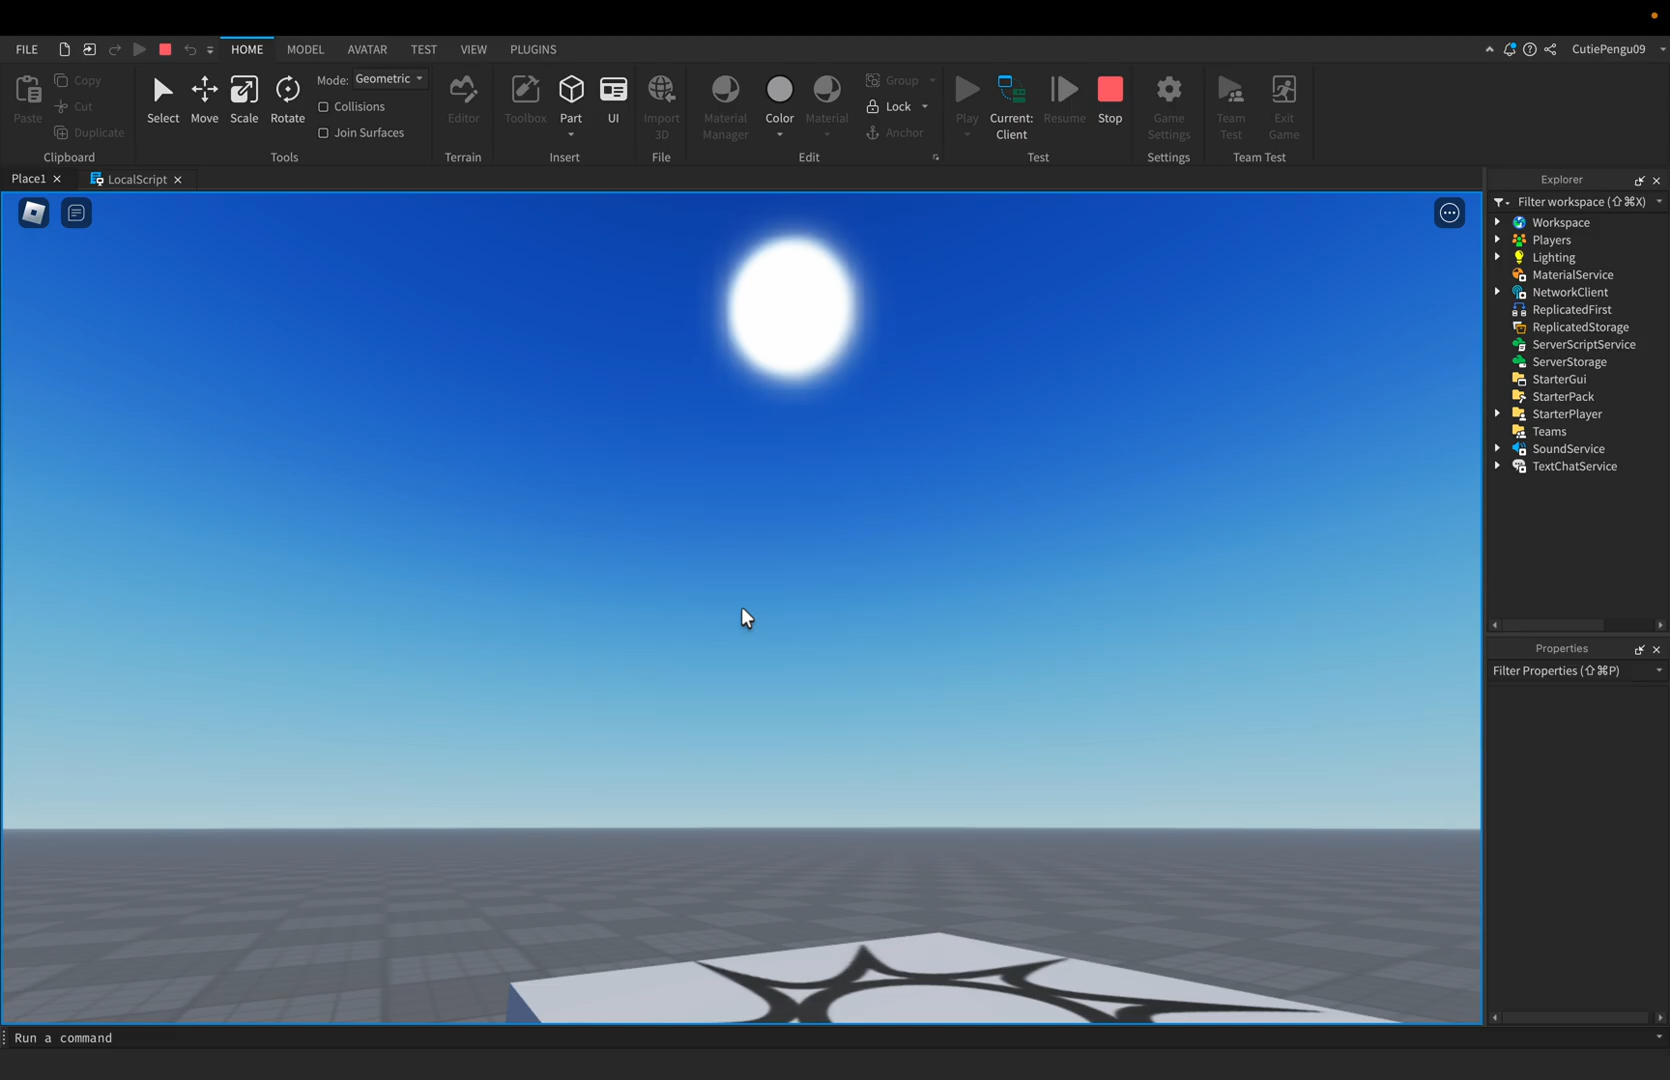 FILE HOME MODEL AVATAR TEST VIEW PLUGINS CutiePengu09
Paste Copy Cut Duplicate Clipboard
Select Move Scale Rotate Mode: Geometric Collisions Join Surfaces Tools
Editor Terrain
Toolbox Part UI Insert
Import 3D File
Material Manager Color Material Group Lock Anchor Edit
Play Current: Client Resume Stop Test
Game Settings Settings
Team Test Exit Game Team Test
Place1 LocalScript
Explorer
Filter workspace (⇧⌘X)
Workspace
Players
Lighting
MaterialService
NetworkClient
ReplicatedFirst
ReplicatedStorage
ServerScriptService
ServerStorage
StarterGui
StarterPack
StarterPlayer
Teams
SoundService
TextChatService
Properties
Filter Properties (⇧⌘P)
Run a command